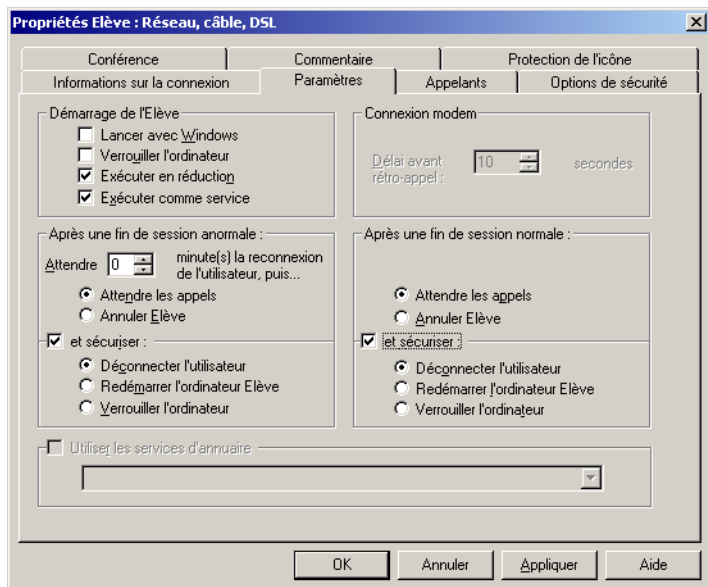 Propriétés Elève : Réseau, câble, DSL
Conférence Commentaire Protection de l'icône
Informations sur la connexion Paramètres Appelants Options de sécurité
Démarrage de l'Elève
Lancer avec Windows
Verrouiller l'ordinateur
Exécuter en réduction
Exécuter comme service
Connexion modem
Délai avant rétro-appel : 10 secondes
Après une fin de session anormale :
Attendre 0 minute(s) la reconnexion
de l'utilisateur, puis...
Attendre les appels
Annuler Elève
et sécuriser :
Déconnecter l'utilisateur
Redémarrer l'ordinateur Elève
Verrouiller l'ordinateur
Après une fin de session normale :
Attendre les appels
Annuler Elève
et sécuriser :
Déconnecter l'utilisateur
Redémarrer l'ordinateur Elève
Verrouiller l'ordinateur
Utiliser les services d'annuaire
OK Annuler Appliquer Aide